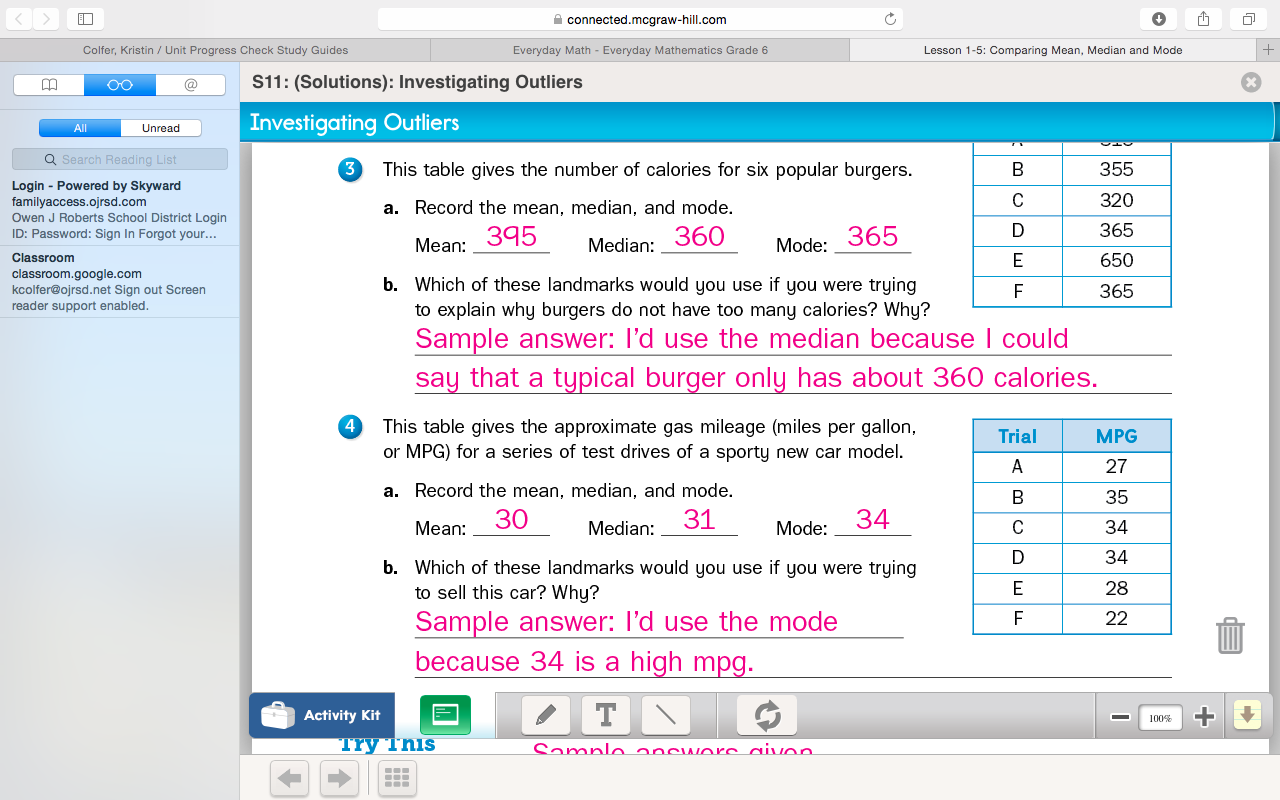 connected.mcgraw-hill.com
Colfer, Kristin / Unit Progress Check Study Guides
Everyday Math - Everyday Mathematics Grade 6
Lesson 1-5: Comparing Mean, Median and Mode
@
All
Unread
Search Reading List
Login - Powered by Skyward
familyaccess.ojrsd.com
Owen J Roberts School District Login
ID: Password: Sign In Forgot your…
Classroom
classroom.google.com
kcolfer@ojrsd.net Sign out Screen
reader support enabled.
S11: (Solutions): Investigating Outliers
Investigating Outliers
3 This table gives the number of calories for six popular burgers.
a. Record the mean, median, and mode.
Mean: 395 Median: 360 Mode: 365
b. Which of these landmarks would you use if you were trying
to explain why burgers do not have too many calories? Why?
Sample answer: I'd use the median because I could
say that a typical burger only has about 360 calories.
B 355
C 320
D 365
E 650
F 365
4 This table gives the approximate gas mileage (miles per gallon,
or MPG) for a series of test drives of a sporty new car model.
a. Record the mean, median, and mode.
Mean: 30 Median: 31 Mode: 34
b. Which of these landmarks would you use if you were trying
to sell this car? Why?
Sample answer: I'd use the mode
because 34 is a high mpg.
Trial MPG
A 27
B 35
C 34
D 34
E 28
F 22
Activity Kit
T
100%
Try This
Sample answers given